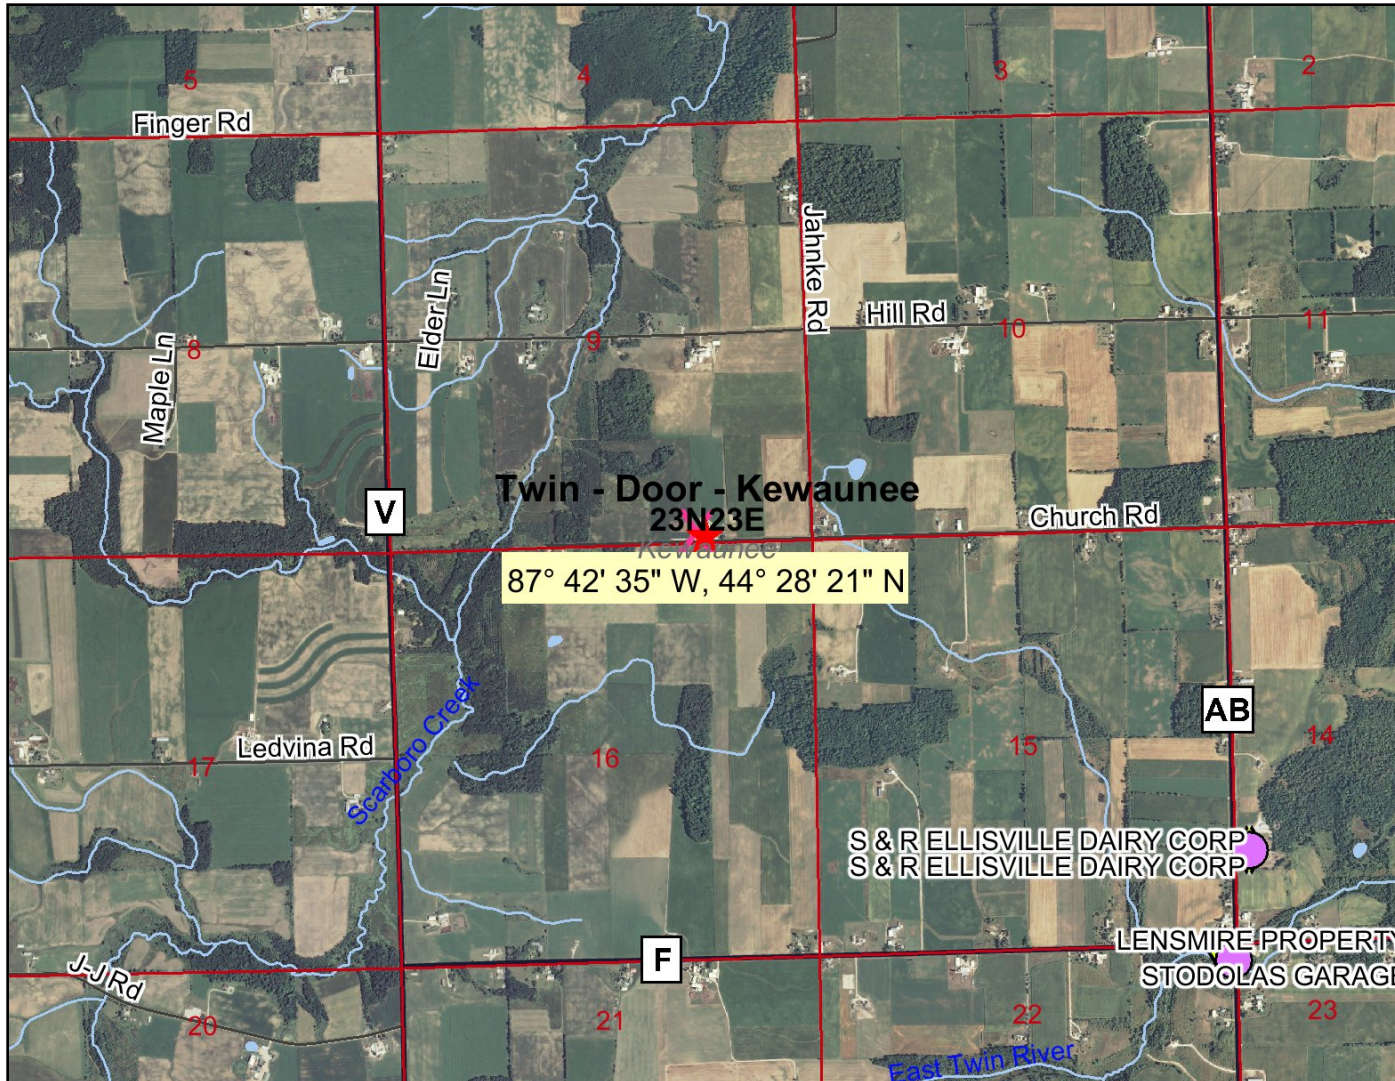 5
4
3
2
Finger Rd
Jahnke Rd
Elder Ln
Hill Rd
Maple Ln
8
9
10
11
Twin - Door - Kewaunee
23N23E
Kewaunee
V
Church Rd
87° 42' 35" W, 44° 28' 21" N
AB
Scarboro Creek
Ledvina Rd
17
16
15
14
S & R ELLISVILLE DAIRY CORP
S & R ELLISVILLE DAIRY CORP
F
LENSMIRE PROPERTY
STODOLAS GARAGE
J-J Rd
20
21
22
23
East Twin River